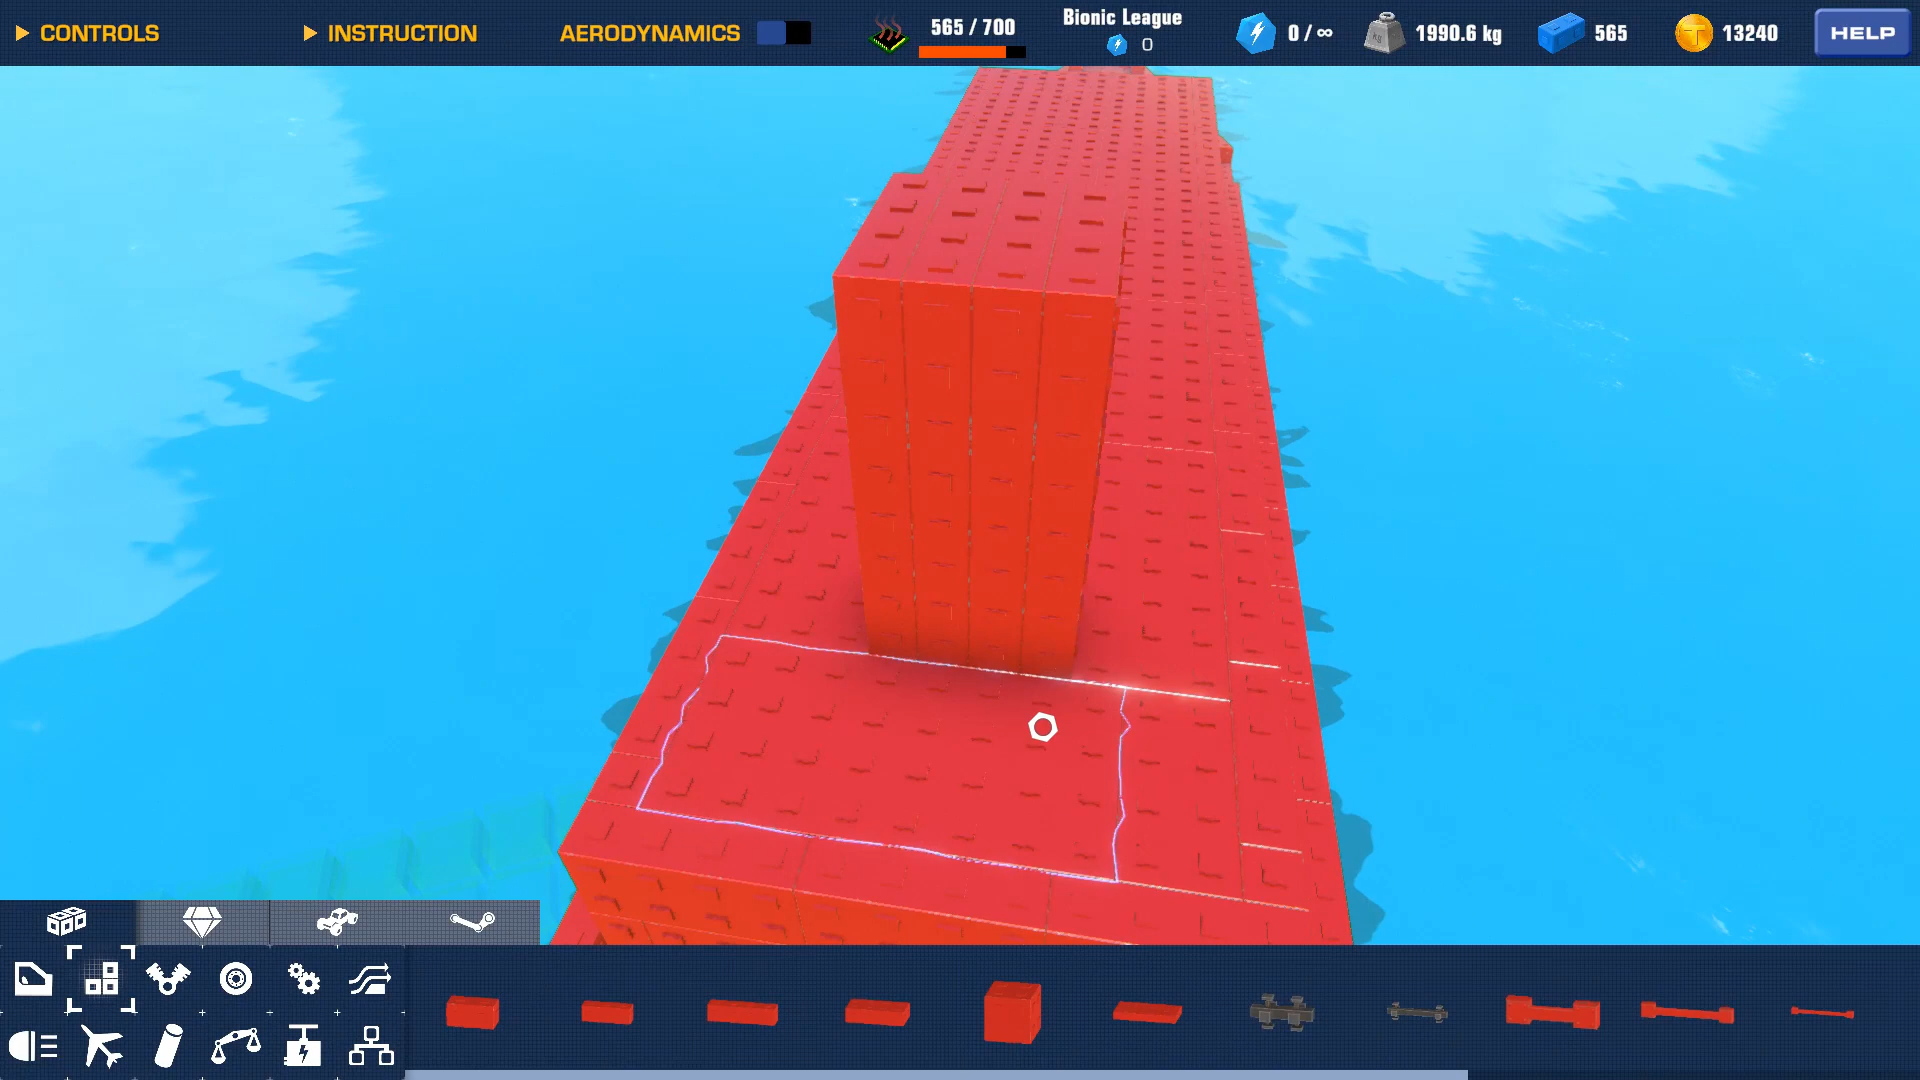 CONTROLS
INSTRUCTION
AERODYNAMICS
565 / 700
Bionic League
0
0 / ∞
1990.6 kg
565
13240
HELP